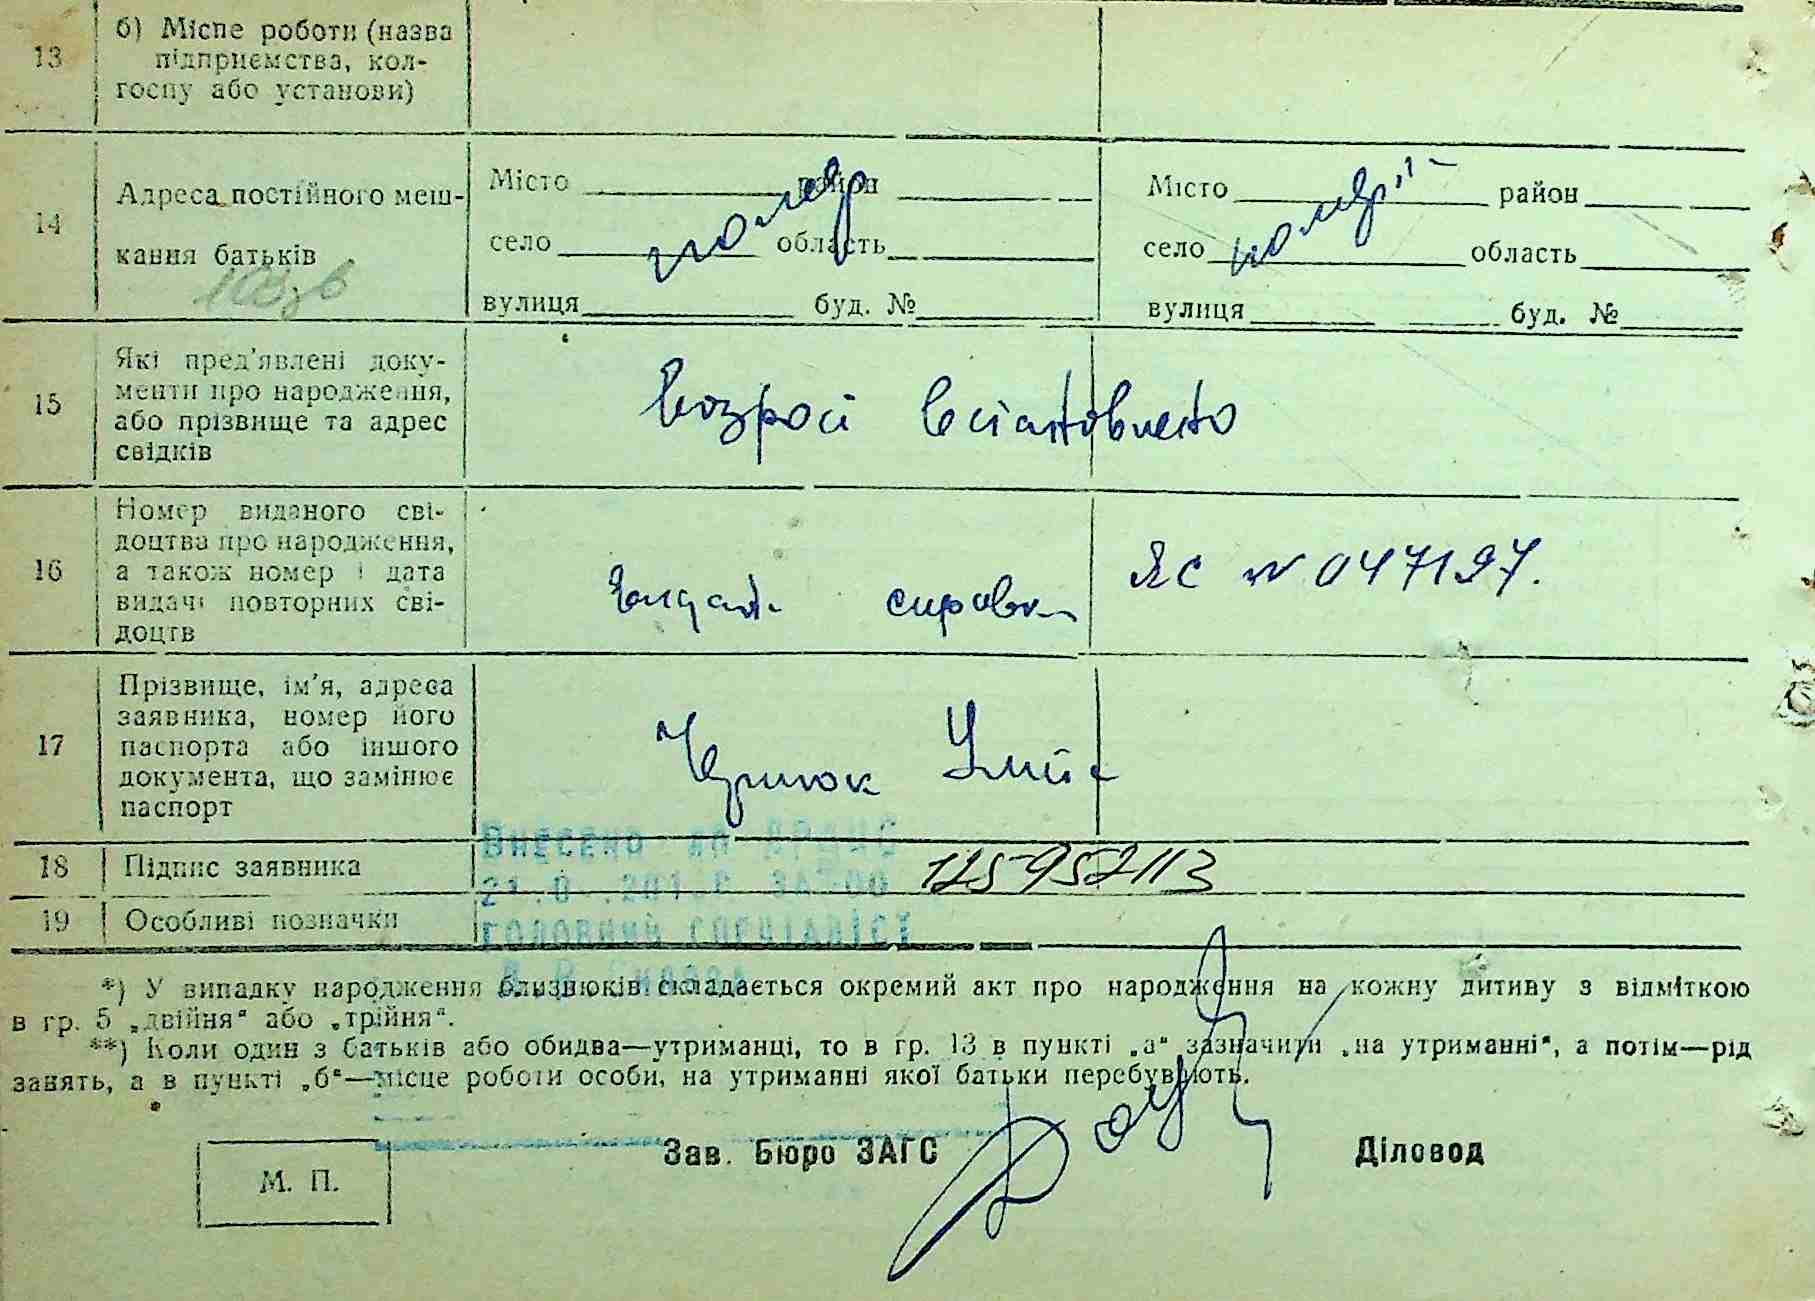 13 б) Місце роботи (назва
підприємства, кол-
госпу або установи)
14 Адреса постійного меш-
кання батьків
Місто район
село область
вулиця буд. №
помер
Місто район
село область
вулиця буд. №
15 Які пред'явлені доку-
менти про народження,
або прізвище та адрес
свідків
возрост встановлено
16 Номер виданого сві-
доцтва про народження,
а також номер і дата
видачі повторних сві-
доцтв
справки ЯС № 047197.
17 Прізвище, ім'я, адреса
заявника, номер його
паспорта або іншого
документа, що замінює
паспорт
Внесено до ДРАЦС
18 Підпис заявника 125952113
головний спеціаліст
19 Особливі позначки
*) У випадку народження близнюків складається окремий акт про народження на кожну дитину з відміткою
в гр. 5 „двійня" або „трійня".
**) Коли один з батьків або обидва—утриманці, то в гр. 13 в пункті „а" зазначити „на утриманні", а потім—рід
занять, а в пункті „б"—місце роботи особи, на утриманні якої батьки перебувають.
М. П.
Зав. Бюро ЗАГС Діловод